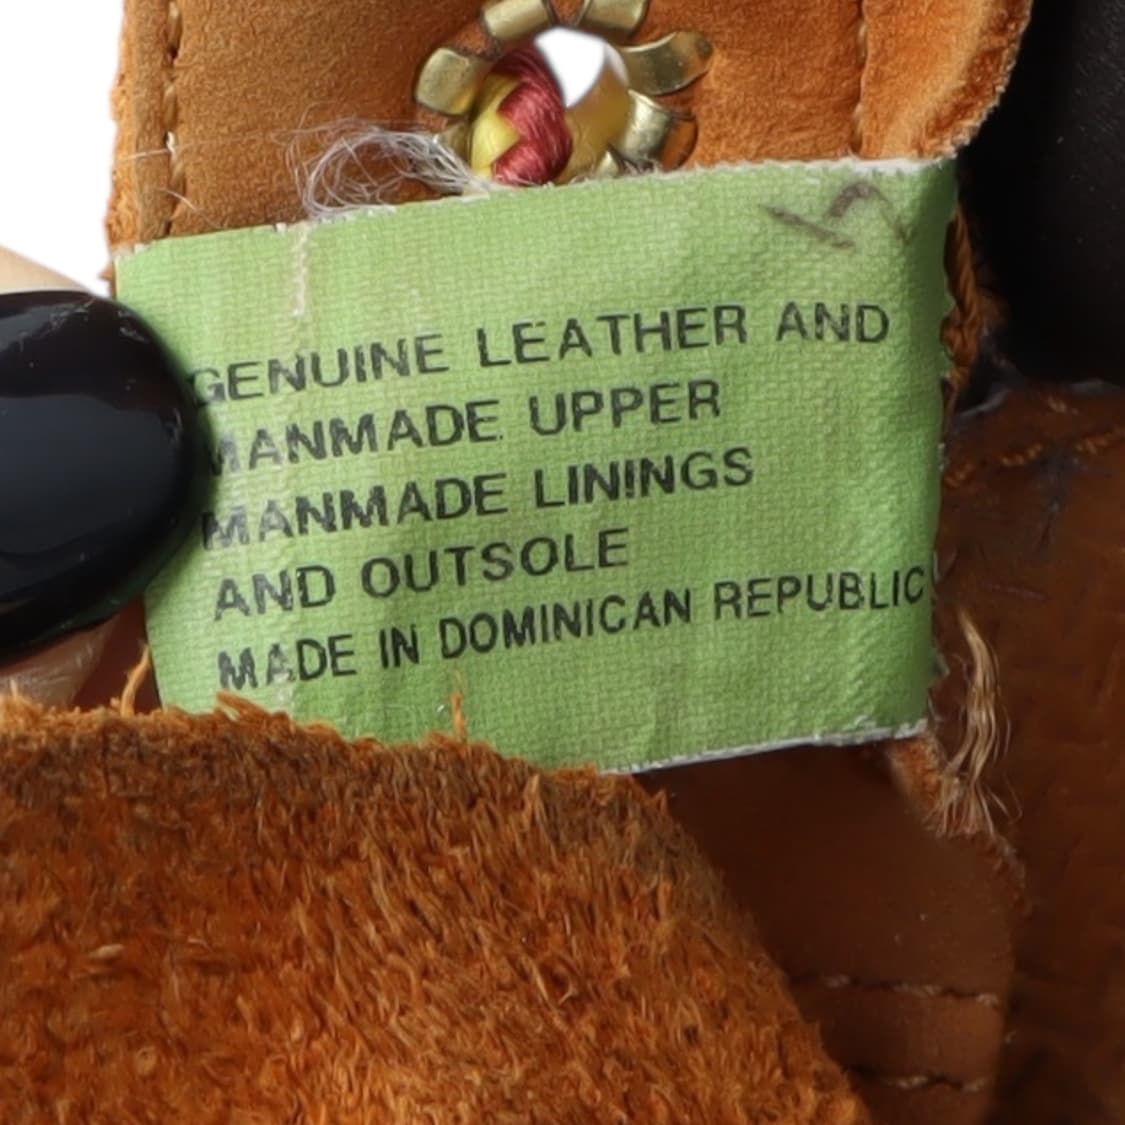 GENUINE LEATHER AND
MANMADE UPPER
MANMADE LININGS
AND OUTSOLE
MADE IN DOMINICAN REPUBLIC